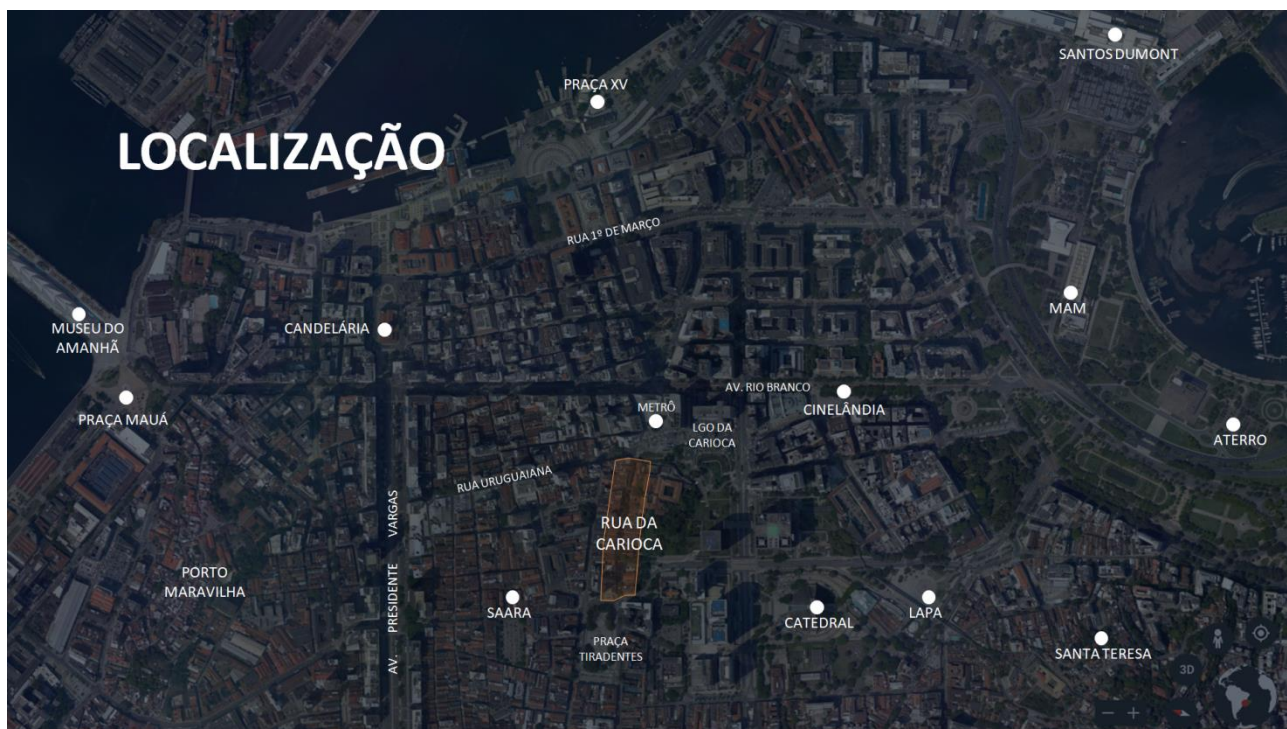 SANTOS DUMONT
PRAÇA XV
LOCALIZAÇÃO
RUA 1º DE MARÇO
MAM
MUSEU DO
AMANHÃ
CANDELÁRIA
AV. RIO BRANCO
CINELÂNDIA
PRAÇA MAUÁ
METRÔ
LGO DA
CARIOCA
ATERRO
RUA URUGUAIANA
RUA DA
CARIOCA
AV. PRESIDENTE VARGAS
PORTO
MARAVILHA
SAARA
CATEDRAL
LAPA
PRAÇA
TIRADENTES
SANTA TERESA
3D